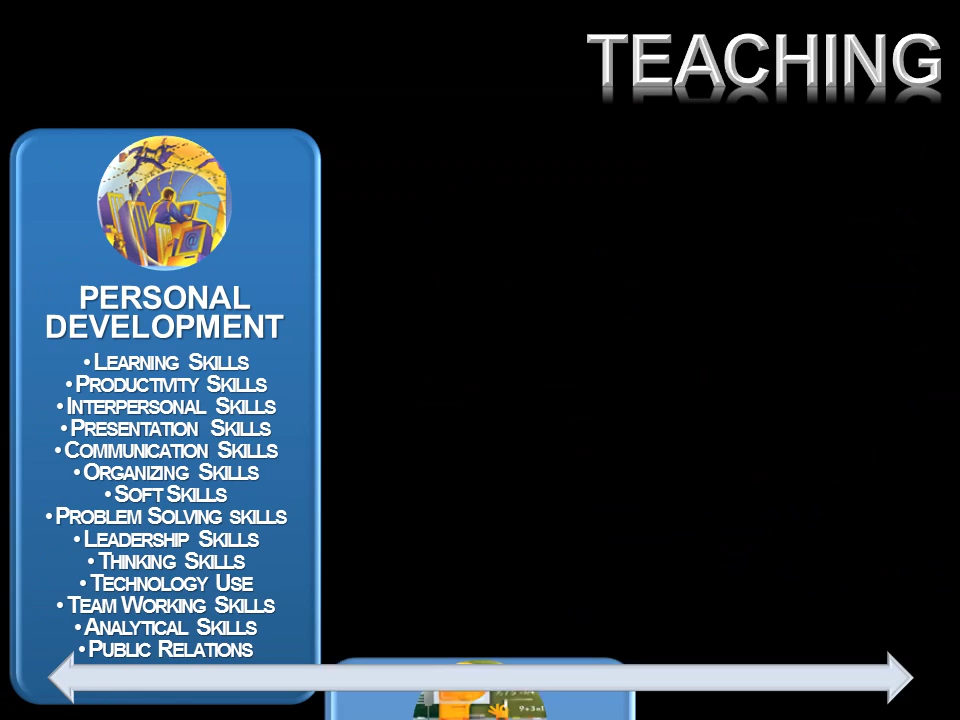 TEACHING
PERSONAL
DEVELOPMENT
• LEARNING SKILLS
• PRODUCTIVITY SKILLS
• INTERPERSONAL SKILLS
• PRESENTATION SKILLS
• COMMUNICATION SKILLS
• ORGANIZING SKILLS
• SOFT SKILLS
• PROBLEM SOLVING SKILLS
• LEADERSHIP SKILLS
• THINKING SKILLS
• TECHNOLOGY USE
• TEAM WORKING SKILLS
• ANALYTICAL SKILLS
• PUBLIC RELATIONS
@